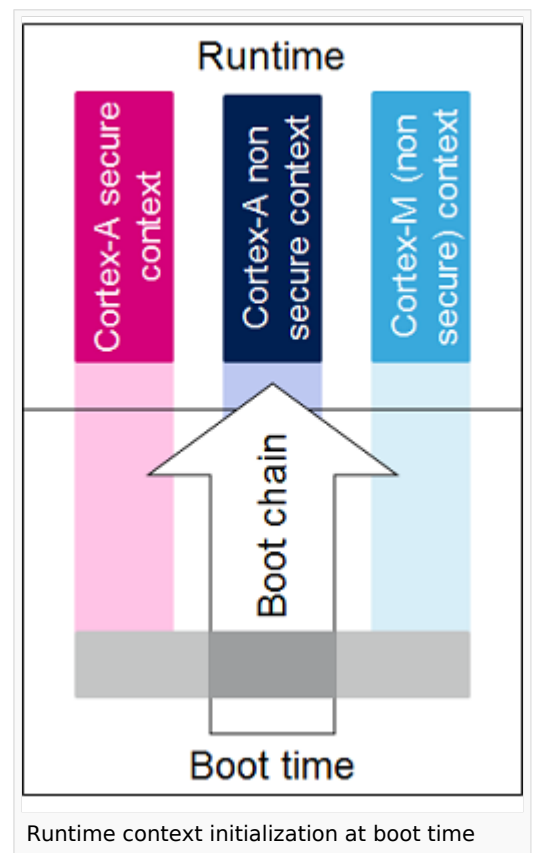 Runtime
Cortex-A secure
context
Cortex-A non
secure context
Cortex-M (non
secure) context
Boot chain
Boot time
Runtime context initialization at boot time